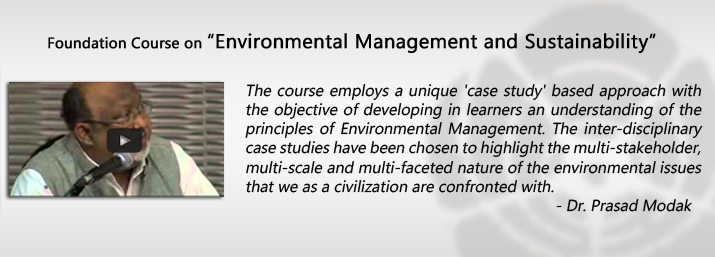 Foundation Course on "Environmental Management and Sustainability"
The course employs a unique 'case study' based approach with
the objective of developing in learners an understanding of the
principles of Environmental Management. The inter-disciplinary
case studies have been chosen to highlight the multi-stakeholder,
multi-scale and multi-faceted nature of the environmental issues
that we as a civilization are confronted with.
- Dr. Prasad Modak